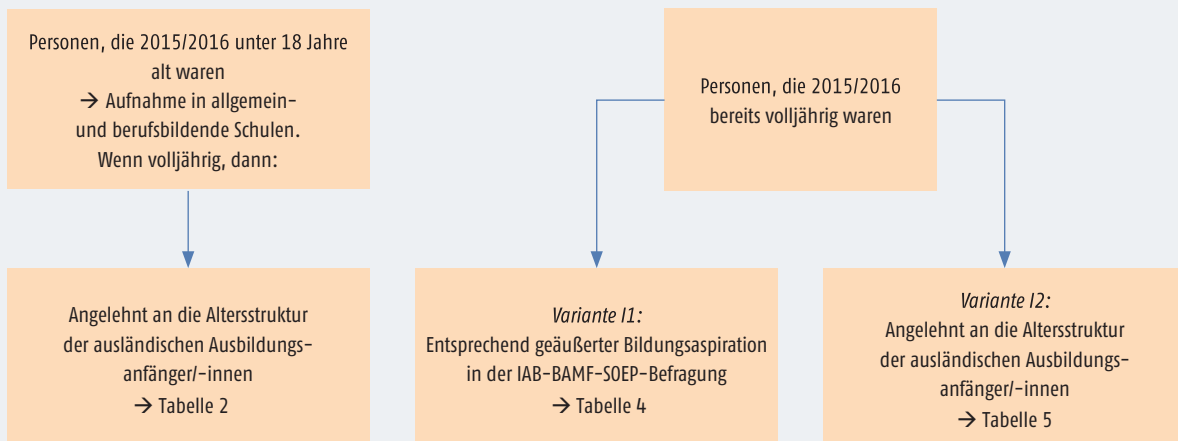 Personen, die 2015/2016 unter 18 Jahre
alt waren
→ Aufnahme in allgemein-
und berufsbildende Schulen.
Wenn volljährig, dann:
Personen, die 2015/2016
bereits volljährig waren
Angelehnt an die Altersstruktur
der ausländischen Ausbildungs-
anfänger/-innen
→ Tabelle 2
Variante I1:
Entsprechend geäußerter Bildungsaspiration
in der IAB-BAMF-SOEP-Befragung
→ Tabelle 4
Variante I2:
Angelehnt an die Altersstruktur
der ausländischen Ausbildungs-
anfänger/-innen
→ Tabelle 5